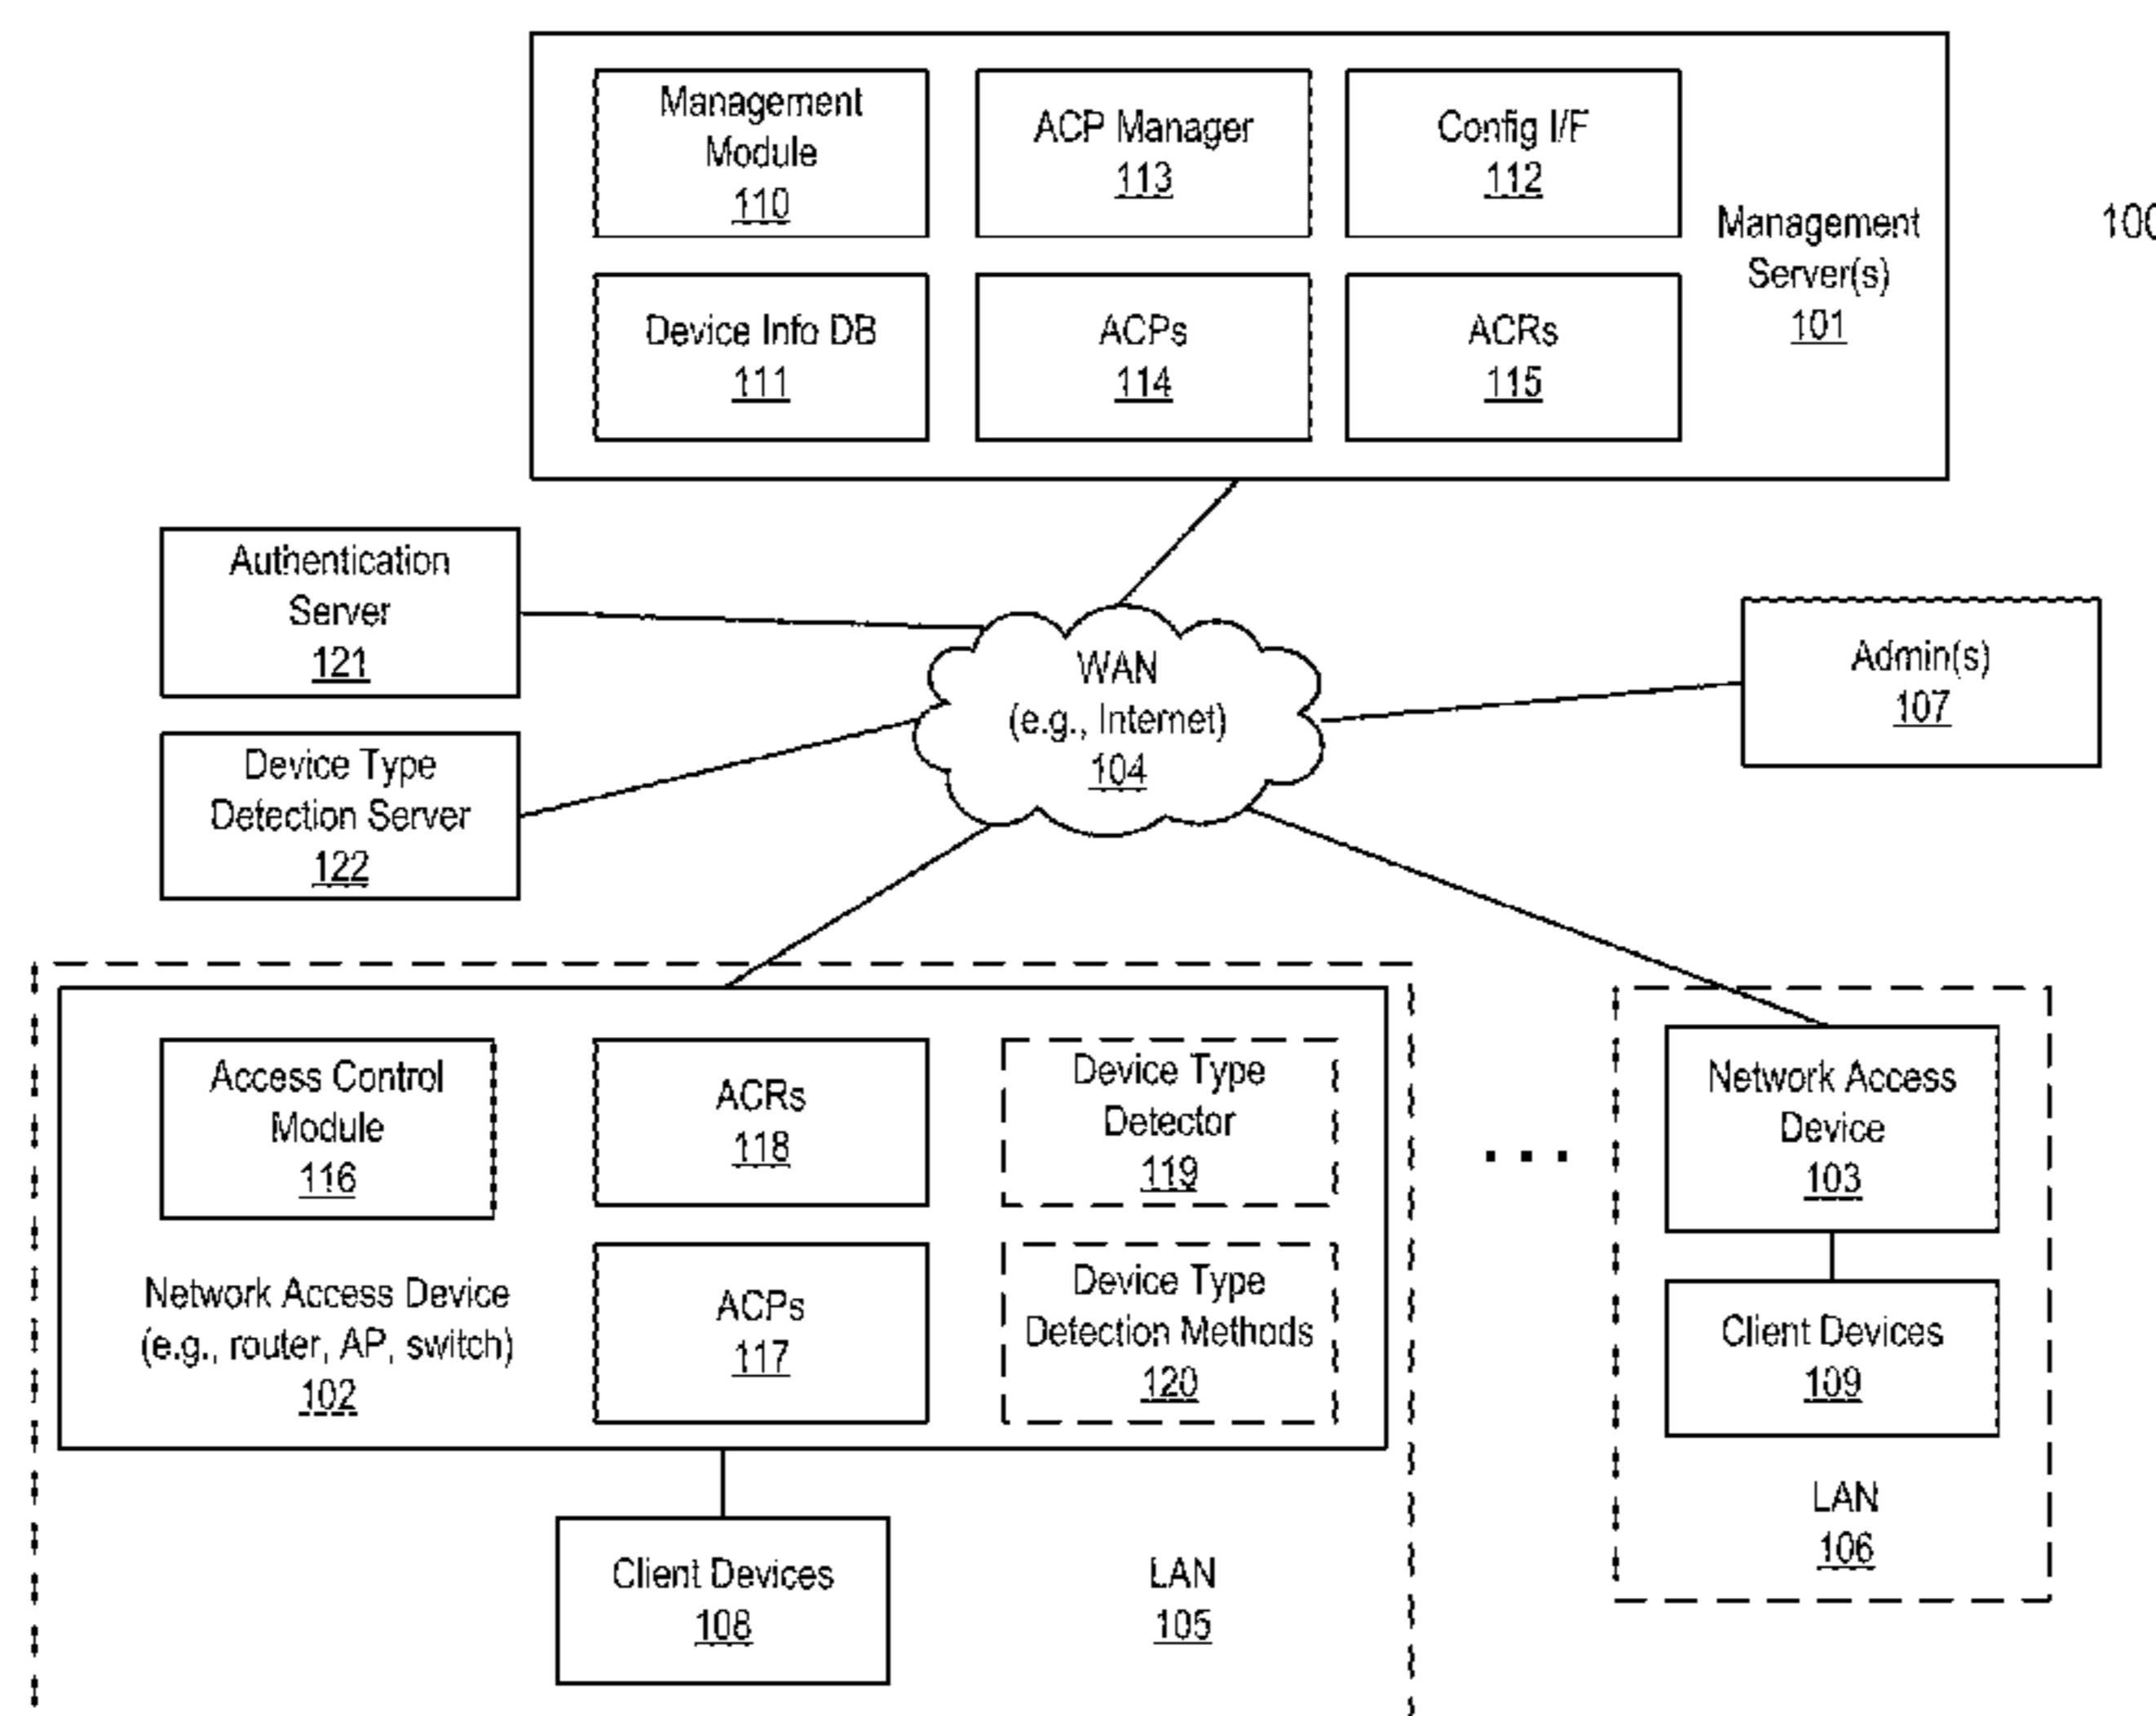 Management
Module
110
ACP Manager
113
Config I/F
112
Management
Server(s)
101
100
Device Info DB
111
ACPs
114
ACRs
115
Authentication
Server
121
WAN
(e.g., Internet)
104
Admin(s)
107
Device Type
Detection Server
122
Access Control
Module
116
ACRs
118
Device Type
Detector
119
Network Access Device
(e.g., router, AP, switch)
102
ACPs
117
Device Type
Detection Methods
120
. . .
Network Access
Device
103
Client Devices
109
LAN
106
Client Devices
108
LAN
105